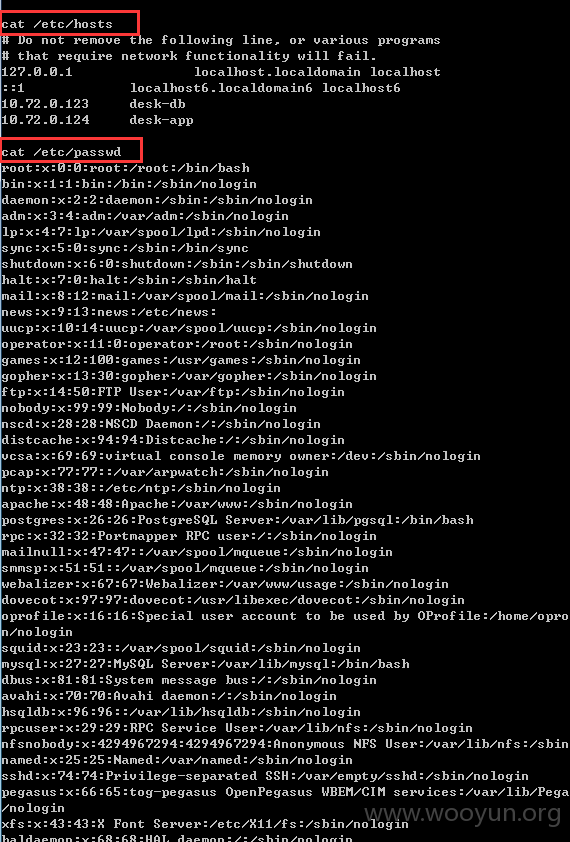 cat /etc/hosts
# Do not remove the following line, or various programs
# that require network functionality will fail.
127.0.0.1 localhost.localdomain localhost
::1 localhost6.localdomain6 localhost6
10.72.0.123 desk-db
10.72.0.124 desk-app
cat /etc/passwd
root:x:0:0:root:/root:/bin/bash
bin:x:1:1:bin:/bin:/sbin/nologin
daemon:x:2:2:daemon:/sbin:/sbin/nologin
adm:x:3:4:adm:/var/adm:/sbin/nologin
lp:x:4:7:lp:/var/spool/lpd:/sbin/nologin
sync:x:5:0:sync:/sbin:/bin/sync
shutdown:x:6:0:shutdown:/sbin:/sbin/shutdown
halt:x:7:0:halt:/sbin:/sbin/halt
mail:x:8:12:mail:/var/spool/mail:/sbin/nologin
news:x:9:13:news:/etc/news:
uucp:x:10:14:uucp:/var/spool/uucp:/sbin/nologin
operator:x:11:0:operator:/root:/sbin/nologin
games:x:12:100:games:/usr/games:/sbin/nologin
gopher:x:13:30:gopher:/var/gopher:/sbin/nologin
ftp:x:14:50:FTP User:/var/ftp:/sbin/nologin
nobody:x:99:99:Nobody:/:/sbin/nologin
nscd:x:28:28:NSCD Daemon:/:/sbin/nologin
distcache:x:94:94:Distcache:/:/sbin/nologin
vcsa:x:69:69:virtual console memory owner:/dev:/sbin/nologin
pcap:x:77:77::/var/arpwatch:/sbin/nologin
ntp:x:38:38::/etc/ntp:/sbin/nologin
apache:x:48:48:Apache:/var/www:/sbin/nologin
postgres:x:26:26:PostgreSQL Server:/var/lib/pgsql:/bin/bash
rpc:x:32:32:Portmapper RPC user:/:/sbin/nologin
mailnull:x:47:47::/var/spool/mqueue:/sbin/nologin
smmsp:x:51:51::/var/spool/mqueue:/sbin/nologin
webalizer:x:67:67:Webalizer:/var/www/usage:/sbin/nologin
dovecot:x:97:97:dovecot:/usr/libexec/dovecot:/sbin/nologin
oprofile:x:16:16:Special user account to be used by OProfile:/home/opro
n/nologin
squid:x:23:23::/var/spool/squid:/sbin/nologin
mysql:x:27:27:MySQL Server:/var/lib/mysql:/bin/bash
dbus:x:81:81:System message bus:/:/sbin/nologin
avahi:x:70:70:Avahi daemon:/:/sbin/nologin
hsqldb:x:96:96::/var/lib/hsqldb:/sbin/nologin
rpcuser:x:29:29:RPC Service User:/var/lib/nfs:/sbin/nologin
nfsnobody:x:4294967294:4294967294:Anonymous NFS User:/var/lib/nfs:/sbin
named:x:25:25:Named:/var/named:/sbin/nologin
sshd:x:74:74:Privilege-separated SSH:/var/empty/sshd:/sbin/nologin
pegasus:x:66:65:tog-pegasus OpenPegasus WBEM/CIM services:/var/lib/Pega
/nologin
xfs:x:43:43:X Font Server:/etc/X11/fs:/sbin/nologin
haldaemon:x:68:68:HAL daemon:/:/sbin/nologin
www.wooyun.org